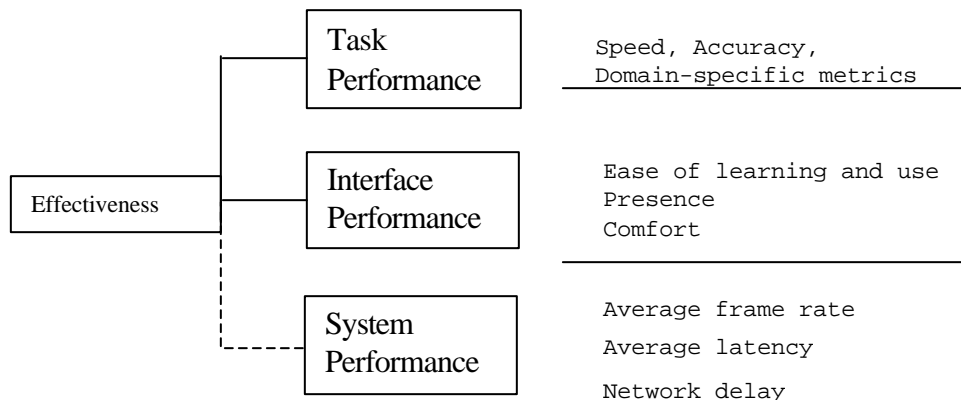 Task
Performance
Speed, Accuracy,
Domain-specific metrics
Effectiveness
Interface
Performance
Ease of learning and use
Presence
Comfort
System
Performance
Average frame rate
Average latency
Network delay